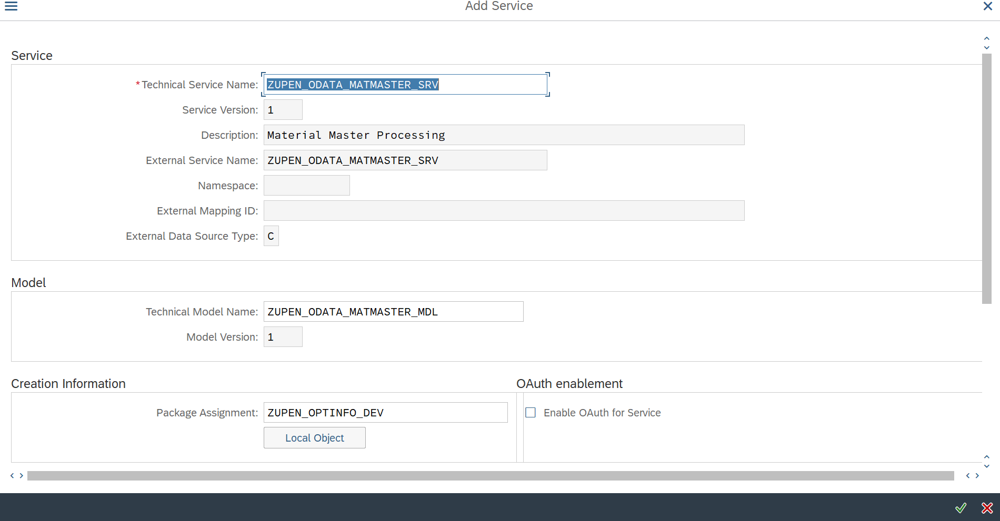 Add Service
Service
*Technical Service Name: ZUPEN_ODATA_MATMASTER_SRV
Service Version: 1
Description: Material Master Processing
External Service Name: ZUPEN_ODATA_MATMASTER_SRV
Namespace:
External Mapping ID:
External Data Source Type: C
Model
Technical Model Name: ZUPEN_ODATA_MATMASTER_MDL
Model Version: 1
Creation Information
Package Assignment: ZUPEN_OPTINFO_DEV
Local Object
OAuth enablement
Enable OAuth for Service